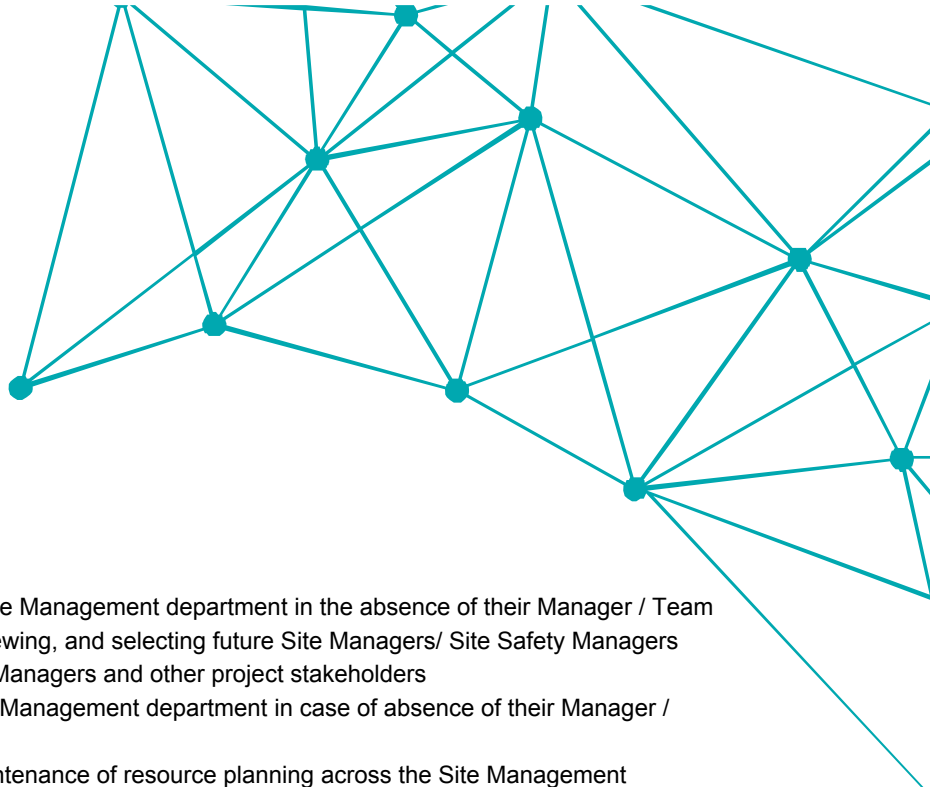 e Management department in the absence of their Manager / Team
ewing, and selecting future Site Managers/ Site Safety Managers
Managers and other project stakeholders
Management department in case of absence of their Manager /
ntenance of resource planning across the Site Management